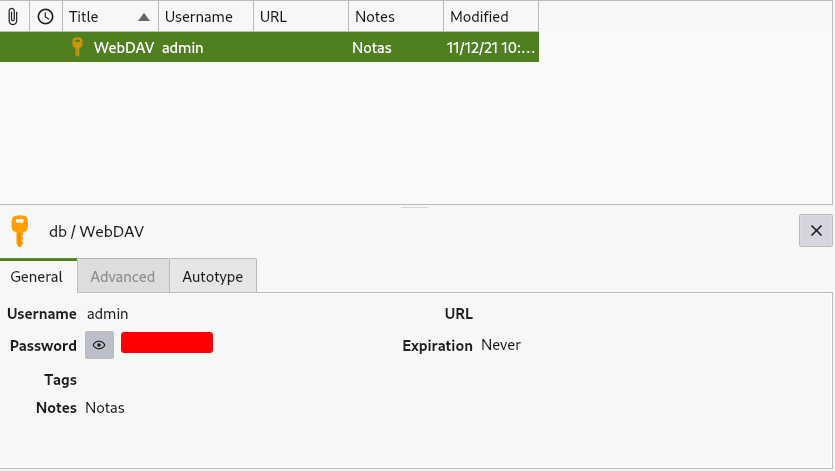 Title Username URL Notes Modified
WebDAV admin Notas 11/12/21 10:...
db / WebDAV
General Advanced Autotype
Username admin URL
Password Expiration Never
Tags
Notes Notas